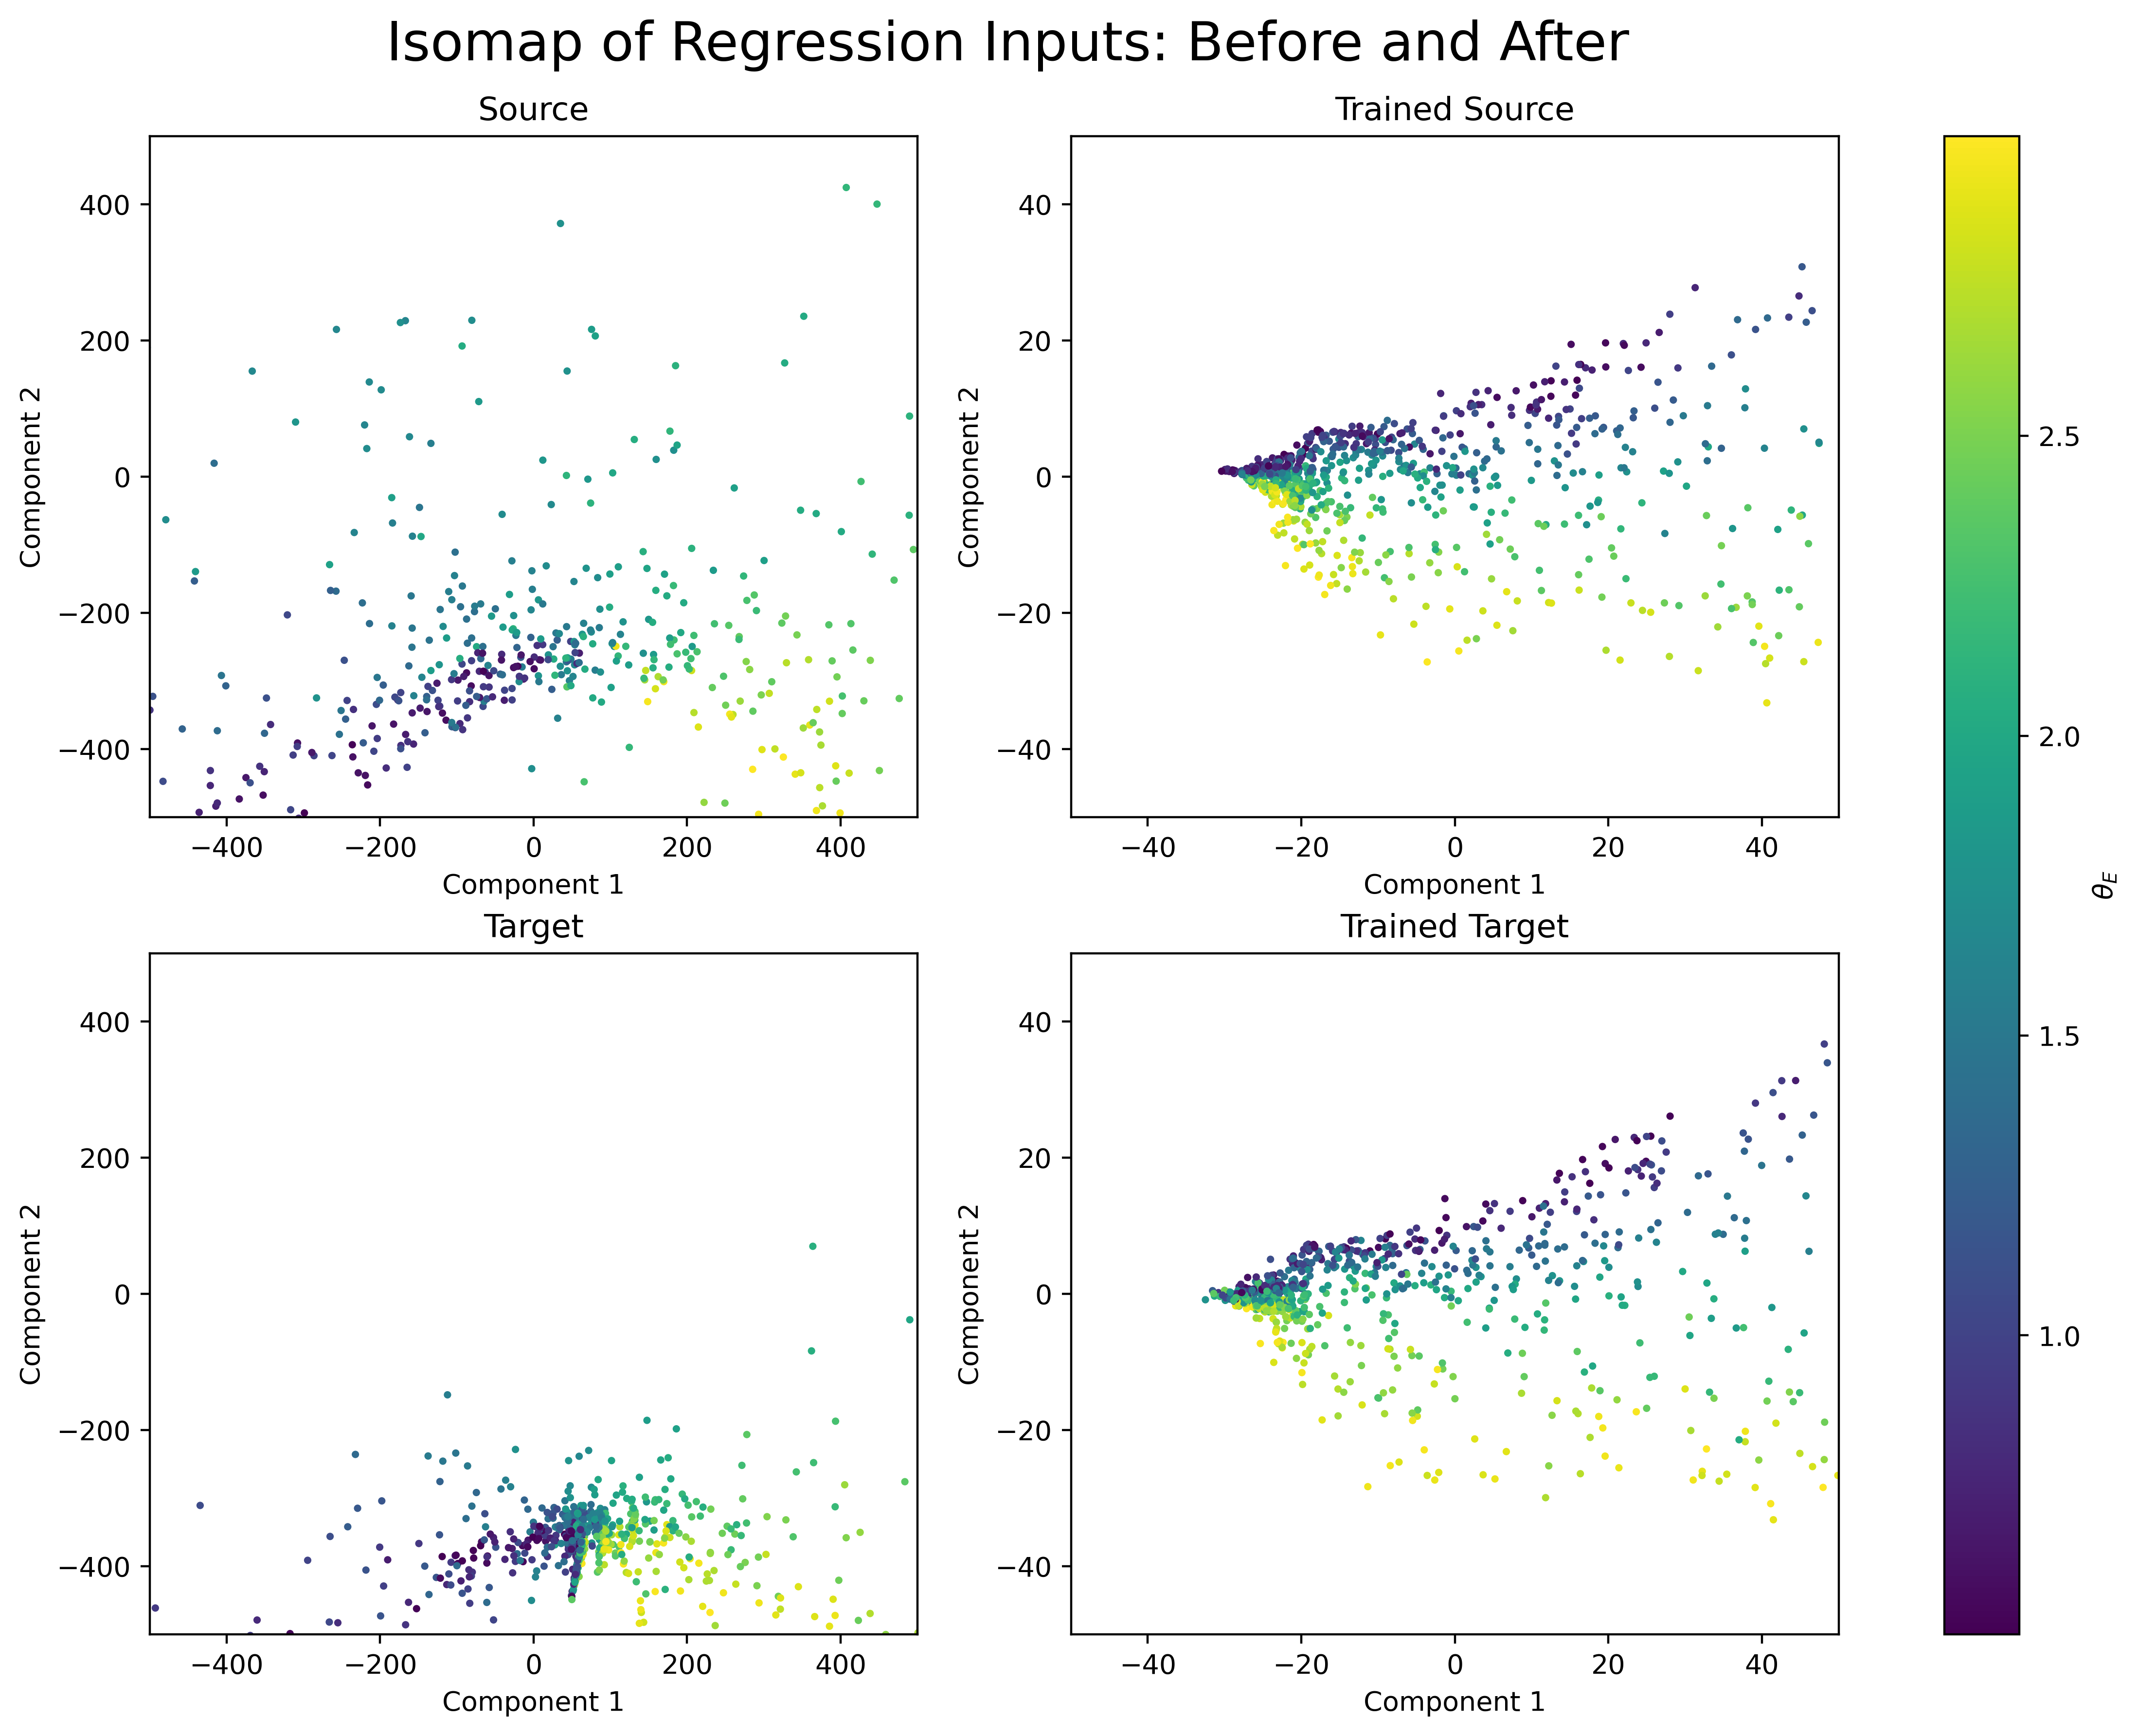 Isomap of Regression Inputs: Before and After
Source
Component 2
400
200
0
−200
−400
−400 −200 0 200 400
Component 1
Trained Source
Component 2
40
20
0
−20
−40
−40 −20 0 20 40
Component 1
Target
Component 2
400
200
0
−200
−400
−400 −200 0 200 400
Component 1
Trained Target
Component 2
40
20
0
−20
−40
−40 −20 0 20 40
Component 1
2.5
2.0
1.5
1.0
θE